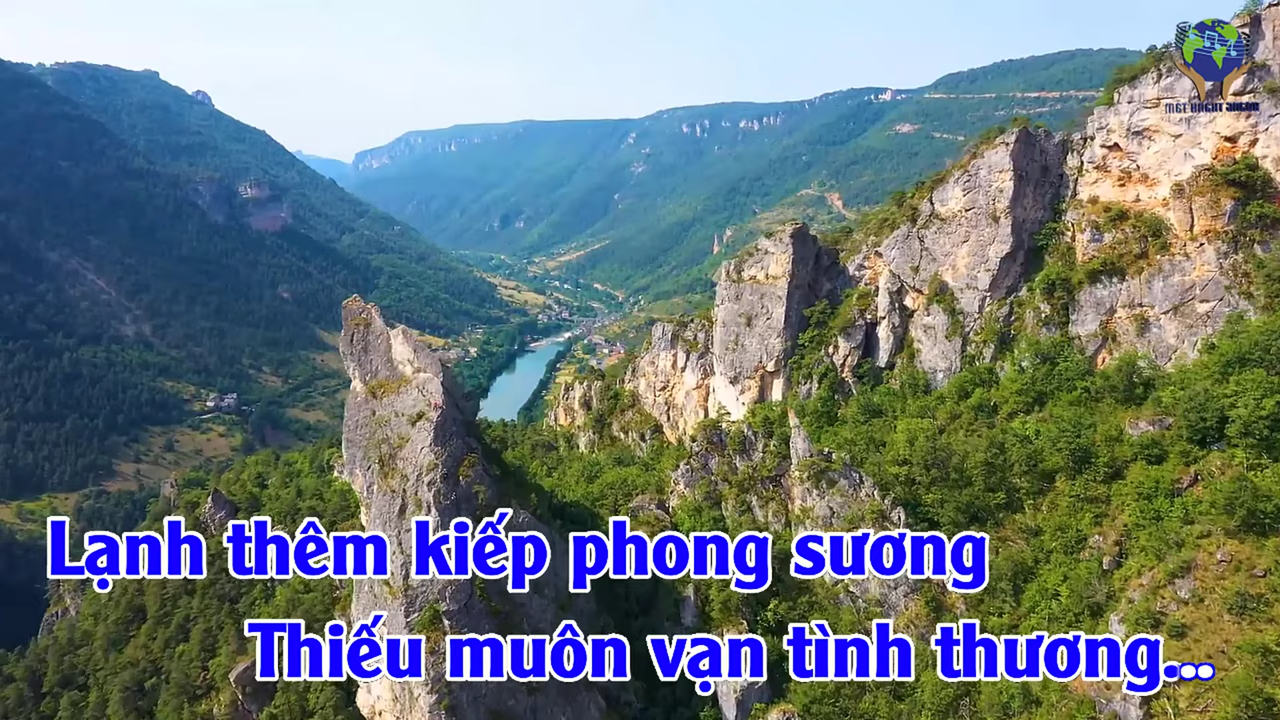 Lạnh thêm kiếp phong sương
Thiếu muôn vạn tình thương...